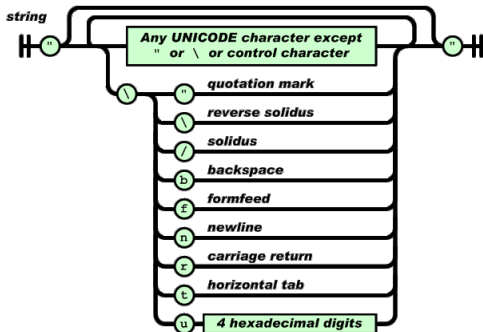 string
" Any UNICODE character except "
" or \ or control character
\ " quotation mark
\ reverse solidus
/ solidus
b backspace
f formfeed
n newline
r carriage return
t horizontal tab
u 4 hexadecimal digits